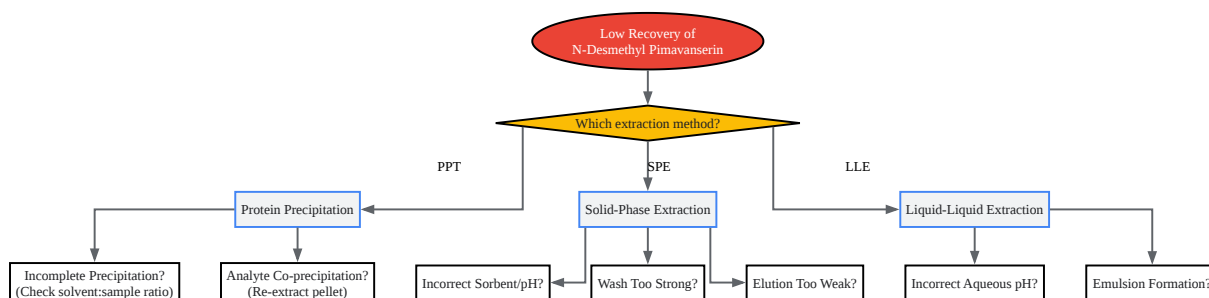 Low Recovery of
N-Desmethyl Pimavanserin
Which extraction method?
PPT
SPE
LLE
Protein Precipitation
Solid-Phase Extraction
Liquid-Liquid Extraction
Incomplete Precipitation?
(Check solvent:sample ratio)
Analyte Co-precipitation?
(Re-extract pellet)
Incorrect Sorbent/pH?
Wash Too Strong?
Elution Too Weak?
Incorrect Aqueous pH?
Emulsion Formation?